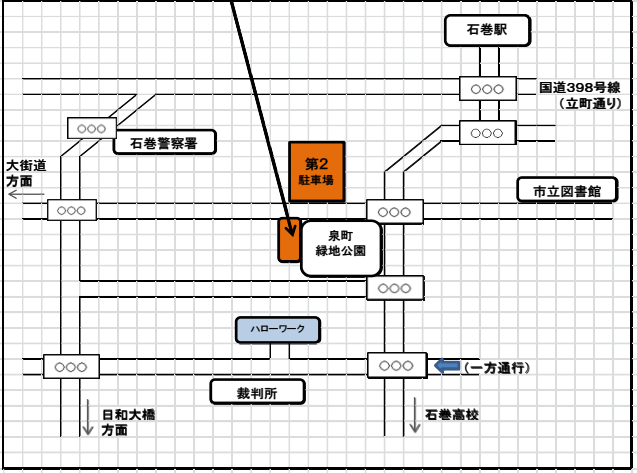 石巻駅
国道398号線
(立町通り)
○○○
○○○
○○○
石巻警察署
第2
駐車場
大街道
方面
市立図書館
○○○
○○○
泉町
緑地公園
○○○
ハローワーク
○○○
○○○
(一方通行)
裁判所
日和大橋
方面
石巻高校